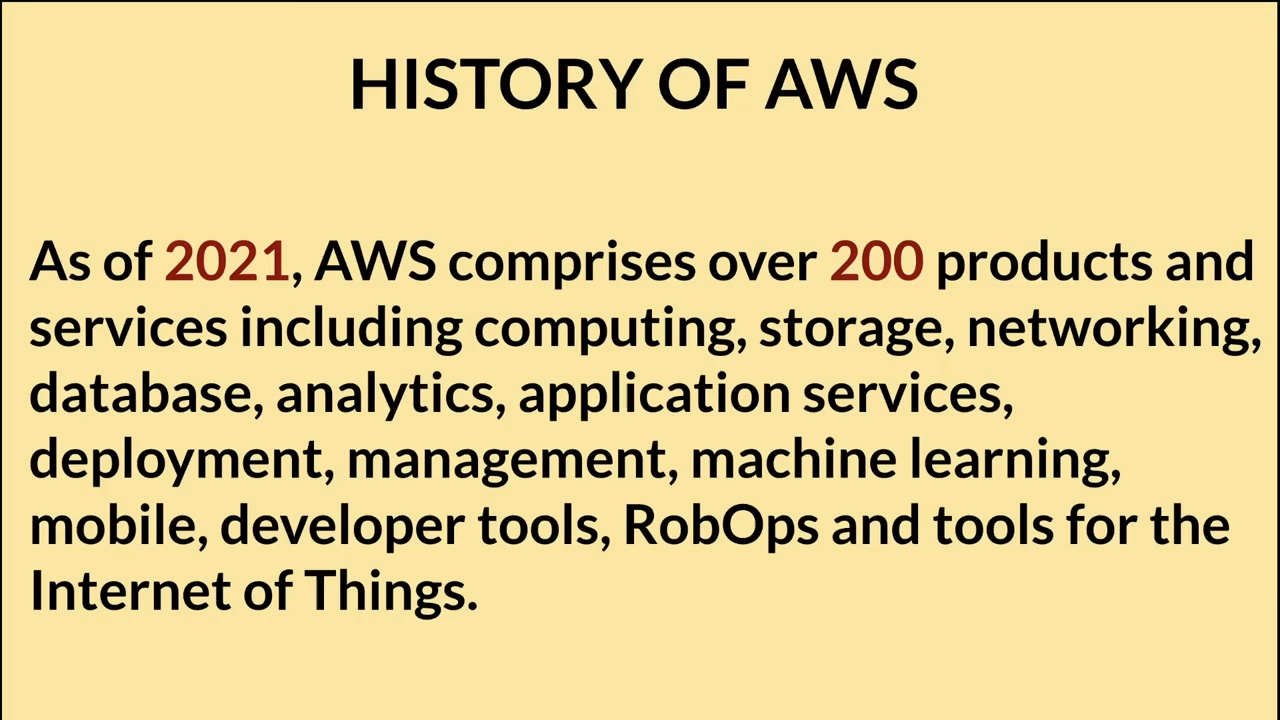 HISTORY OF AWS
As of 2021, AWS comprises over 200 products and
services including computing, storage, networking,
database, analytics, application services,
deployment, management, machine learning,
mobile, developer tools, RobOps and tools for the
Internet of Things.